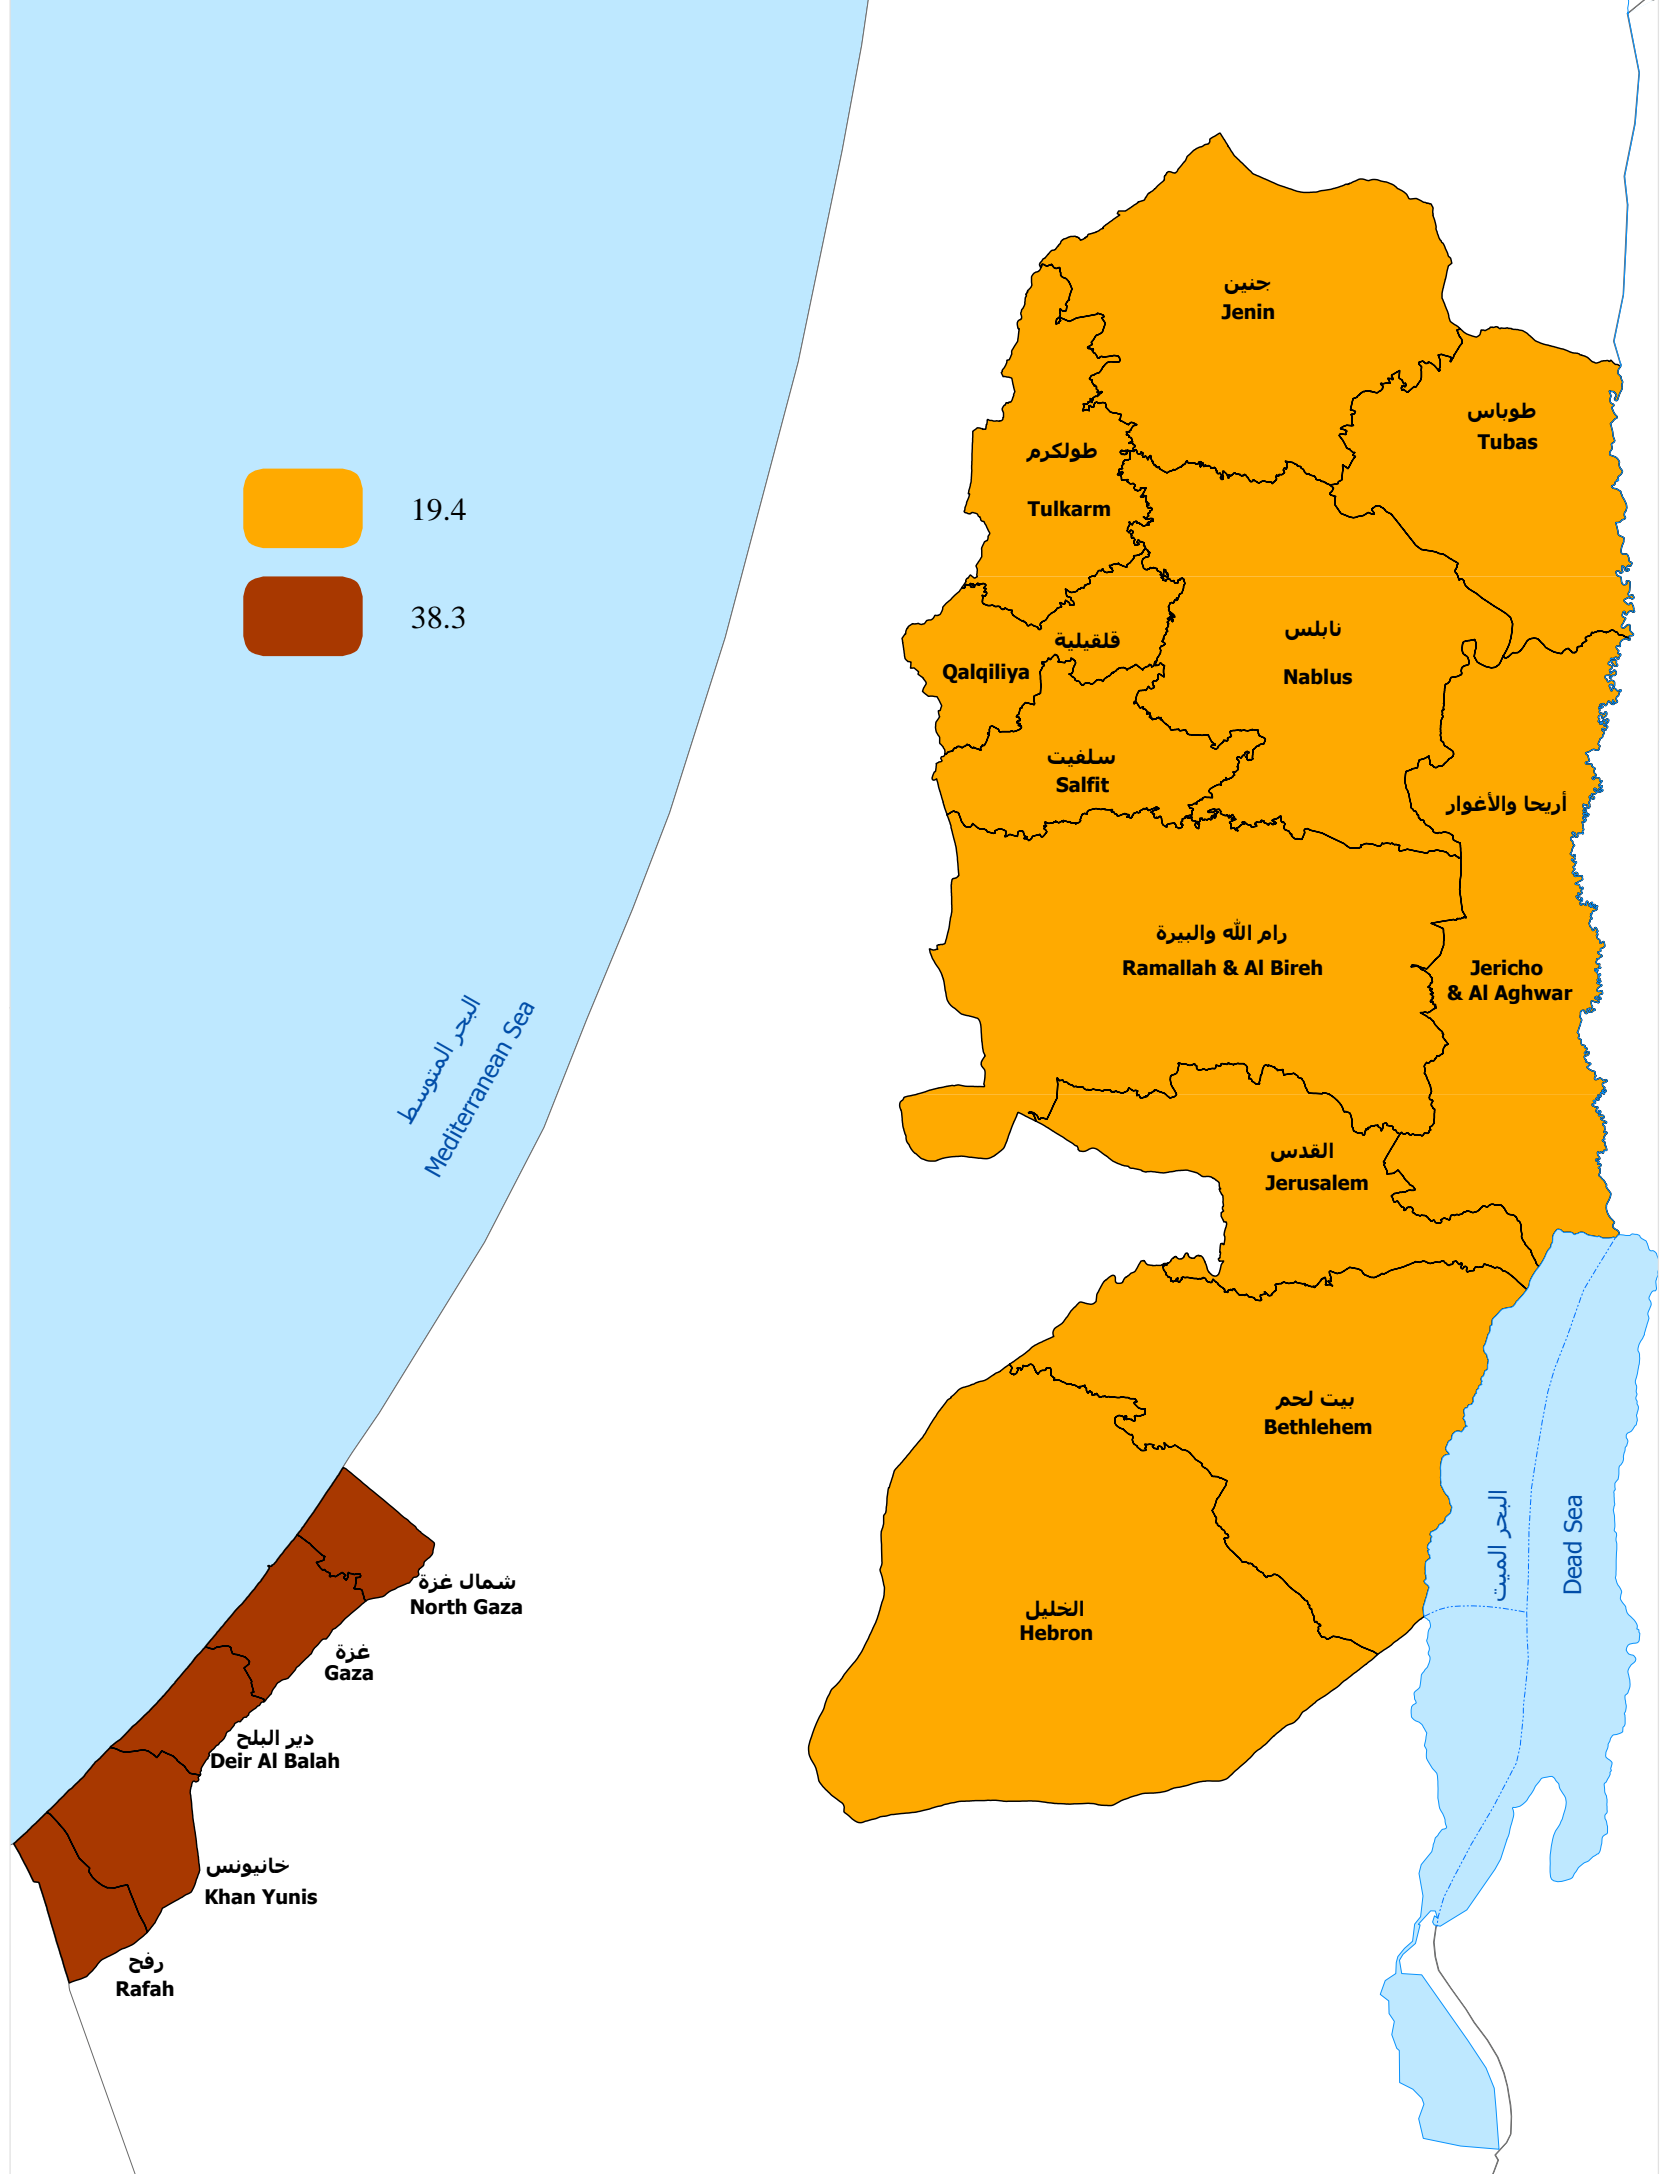 جنين
Jenin
طوباس
Tubas
طولكرم
Tulkarm
19.4
38.3
نابلس
Nablus
قلقيلية
Qalqiliya
سلفيت
Salfit
أريحا والأغوار
Jericho
& Al Aghwar
رام الله والبيرة
Ramallah & Al Bireh
البحر المتوسط
Mediterranean Sea
القدس
Jerusalem
بيت لحم
Bethlehem
البحر الميت
Dead Sea
الخليل
Hebron
شمال غزة
North Gaza
غزة
Gaza
دير البلح
Deir Al Balah
خانيونس
Khan Yunis
رفح
Rafah